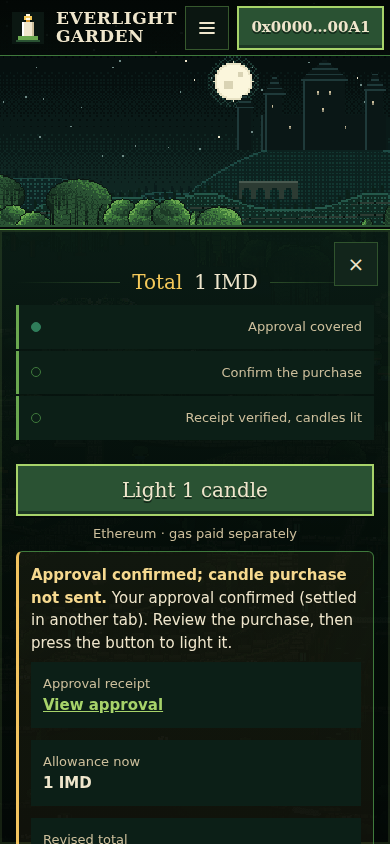 EVERLIGHT
GARDEN
0x0000...00A1
Total 1 IMD
Approval covered
Confirm the purchase
Receipt verified, candles lit
Light 1 candle
Ethereum · gas paid separately
Approval confirmed; candle purchase
not sent. Your approval confirmed (settled
in another tab). Review the purchase, then
press the button to light it.
Approval receipt
View approval
Allowance now
1 IMD
Revised total